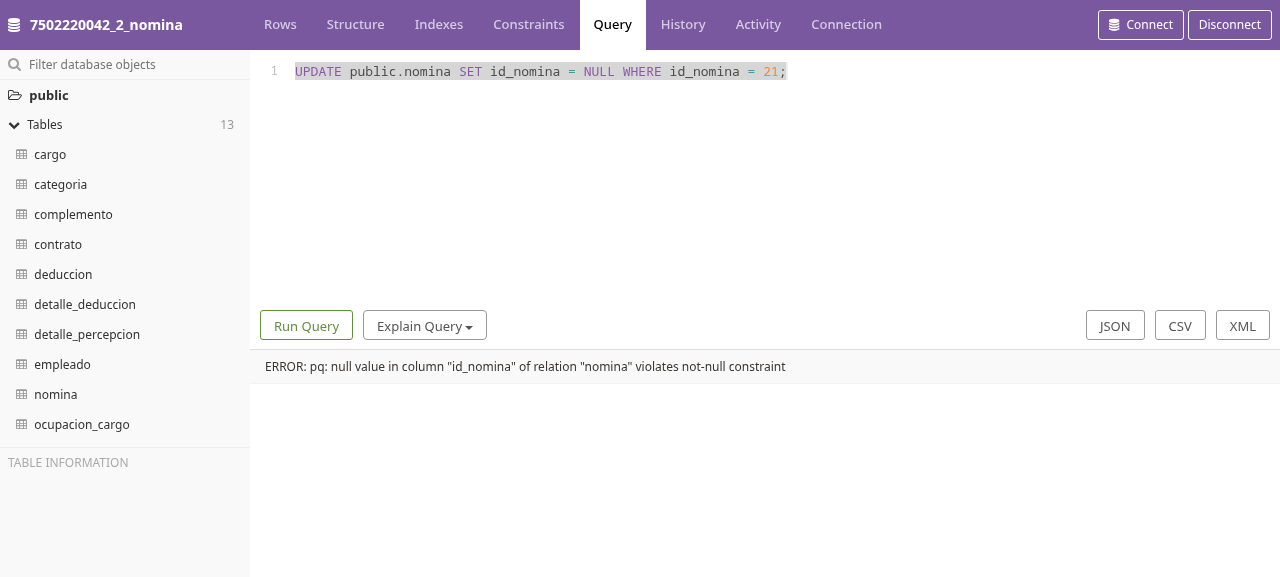 7502220042_2_nomina
Rows Structure Indexes Constraints Query History Activity Connection
Connect Disconnect
Filter database objects
public
Tables 13
cargo
categoria
complemento
contrato
deduccion
detalle_deduccion
detalle_percepcion
empleado
nomina
ocupacion_cargo
TABLE INFORMATION
1 UPDATE public.nomina SET id_nomina = NULL WHERE id_nomina = 21;
Run Query Explain Query JSON CSV XML
ERROR: pq: null value in column "id_nomina" of relation "nomina" violates not-null constraint